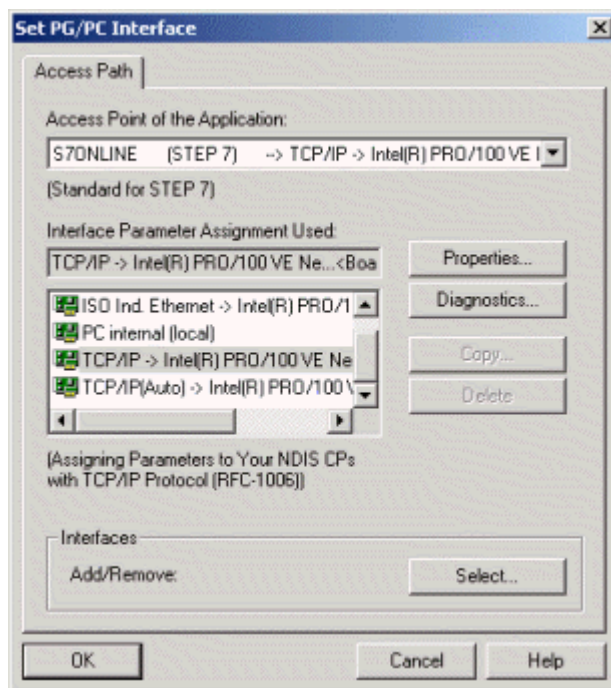 Set PG/PC Interface
Access Path
Access Point of the Application:
S7ONLINE (STEP 7) --> TCP/IP -> Intel(R) PRO/100 VE
(Standard for STEP 7)
Interface Parameter Assignment Used:
TCP/IP -> Intel(R) PRO/100 VE Ne...<Boa
Properties...
Diagnostics...
ISO Ind. Ethernet -> Intel(R) PRO/1
PC internal (local)
TCP/IP -> Intel(R) PRO/100 VE Ne
TCP/IP(Auto) -> Intel(R) PRO/100 V
Copy...
Delete
(Assigning Parameters to Your NDIS CPs
with TCP/IP Protocol (RFC-1006))
Interfaces
Add/Remove:
Select...
OK
Cancel
Help